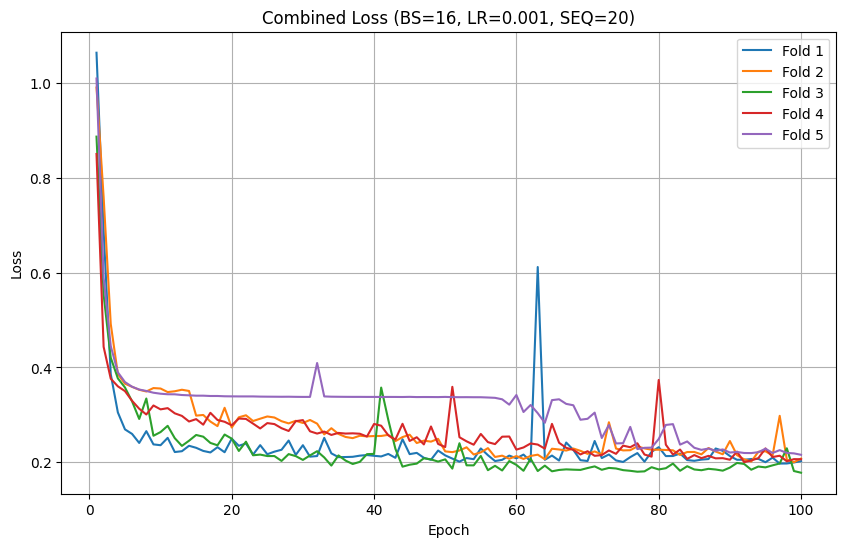 Combined Loss (BS=16, LR=0.001, SEQ=20)
Fold 1
Fold 2
Fold 3
Fold 4
Fold 5
Loss
1.0
0.8
0.6
0.4
0.2
0 20 40 60 80 100
Epoch